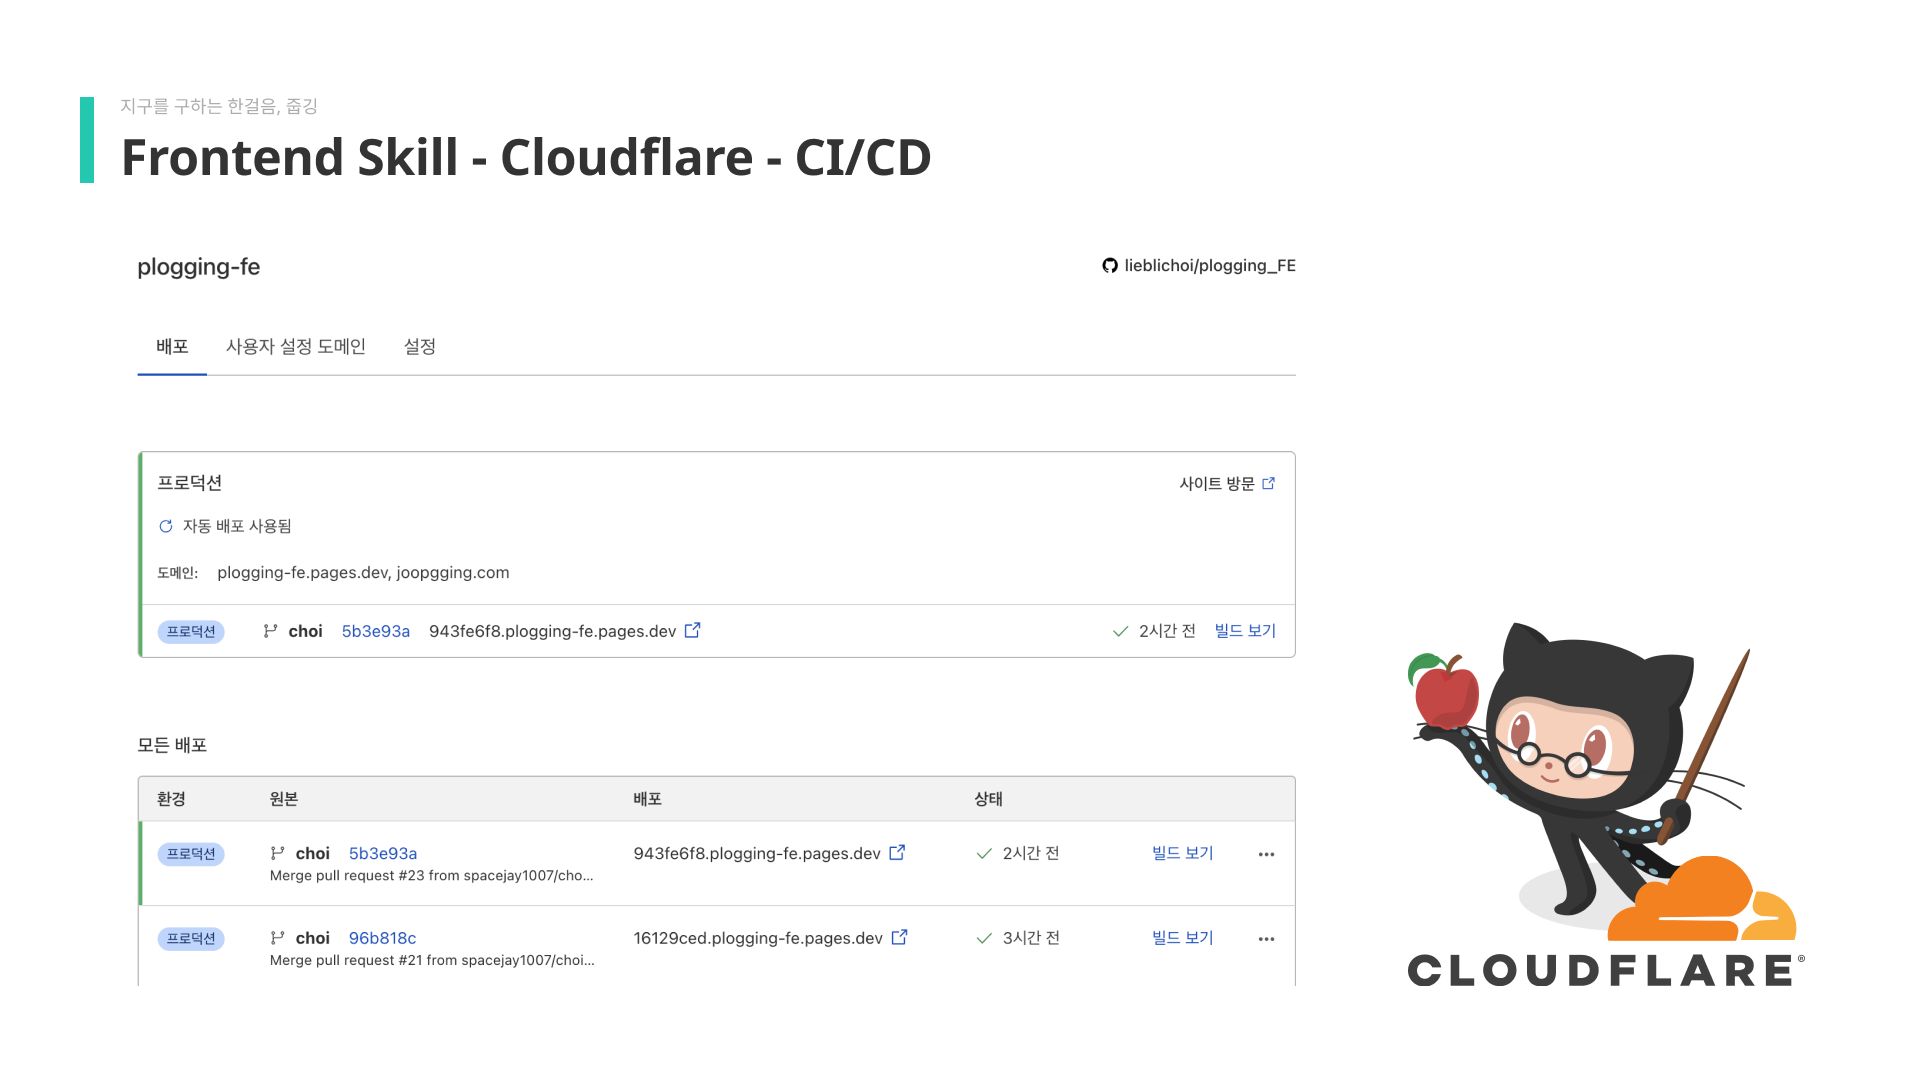 지구를 구하는 한걸음, 줍깅
Frontend Skill - Cloudflare - CI/CD
plogging-fe
lieblichoi/plogging_FE
배포 사용자 설정 도메인 설정
프로덕션 사이트 방문
자동 배포 사용됨
도메인: plogging-fe.pages.dev, joopgging.com
프로덕션 choi 5b3e93a 943fe6f8.plogging-fe.pages.dev 2시간 전 빌드 보기
모든 배포
환경 원본 배포 상태
프로덕션 choi 5b3e93a 943fe6f8.plogging-fe.pages.dev 2시간 전 빌드 보기 •••
Merge pull request #23 from spacejay1007/cho...
프로덕션 choi 96b818c 16129ced.plogging-fe.pages.dev 3시간 전 빌드 보기 •••
Merge pull request #21 from spacejay1007/choi...
CLOUDFLARE®